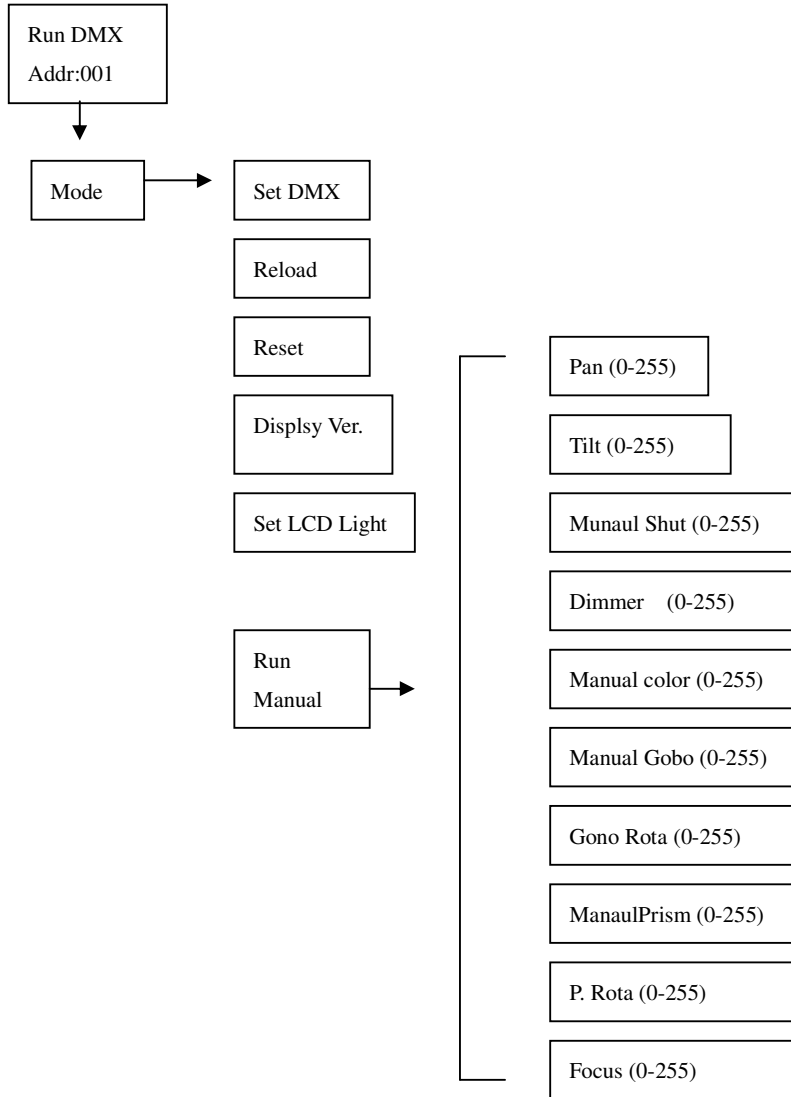 Run DMX
Addr:001
Mode
Set DMX
Reload
Reset
Displsy Ver.
Set LCD Light
Run
Manual
Pan (0-255)
Tilt (0-255)
Munaul Shut (0-255)
Dimmer (0-255)
Manual color (0-255)
Manual Gobo (0-255)
Gono Rota (0-255)
ManaulPrism (0-255)
P. Rota (0-255)
Focus (0-255)